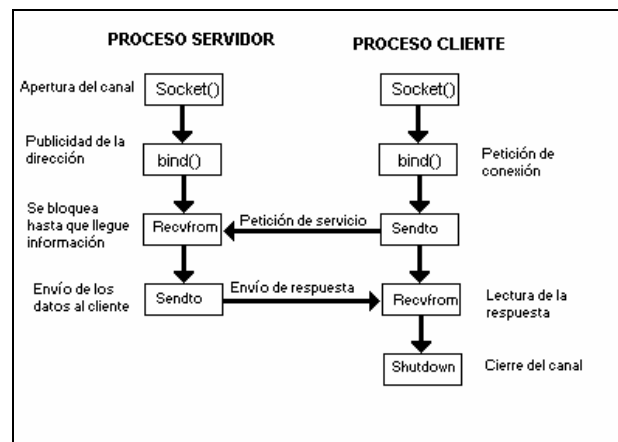 PROCESO SERVIDOR
PROCESO CLIENTE
Apertura del canal
Socket()
Socket()
Publicidad de la
dirección
bind()
bind()
Petición de
conexión
Se bloquea
hasta que llegue
información
Recvfrom
Petición de servicio
Sendto
Envío de los
datos al cliente
Sendto
Envío de respuesta
Recvfrom
Lectura de la
respuesta
Shutdown
Cierre del canal